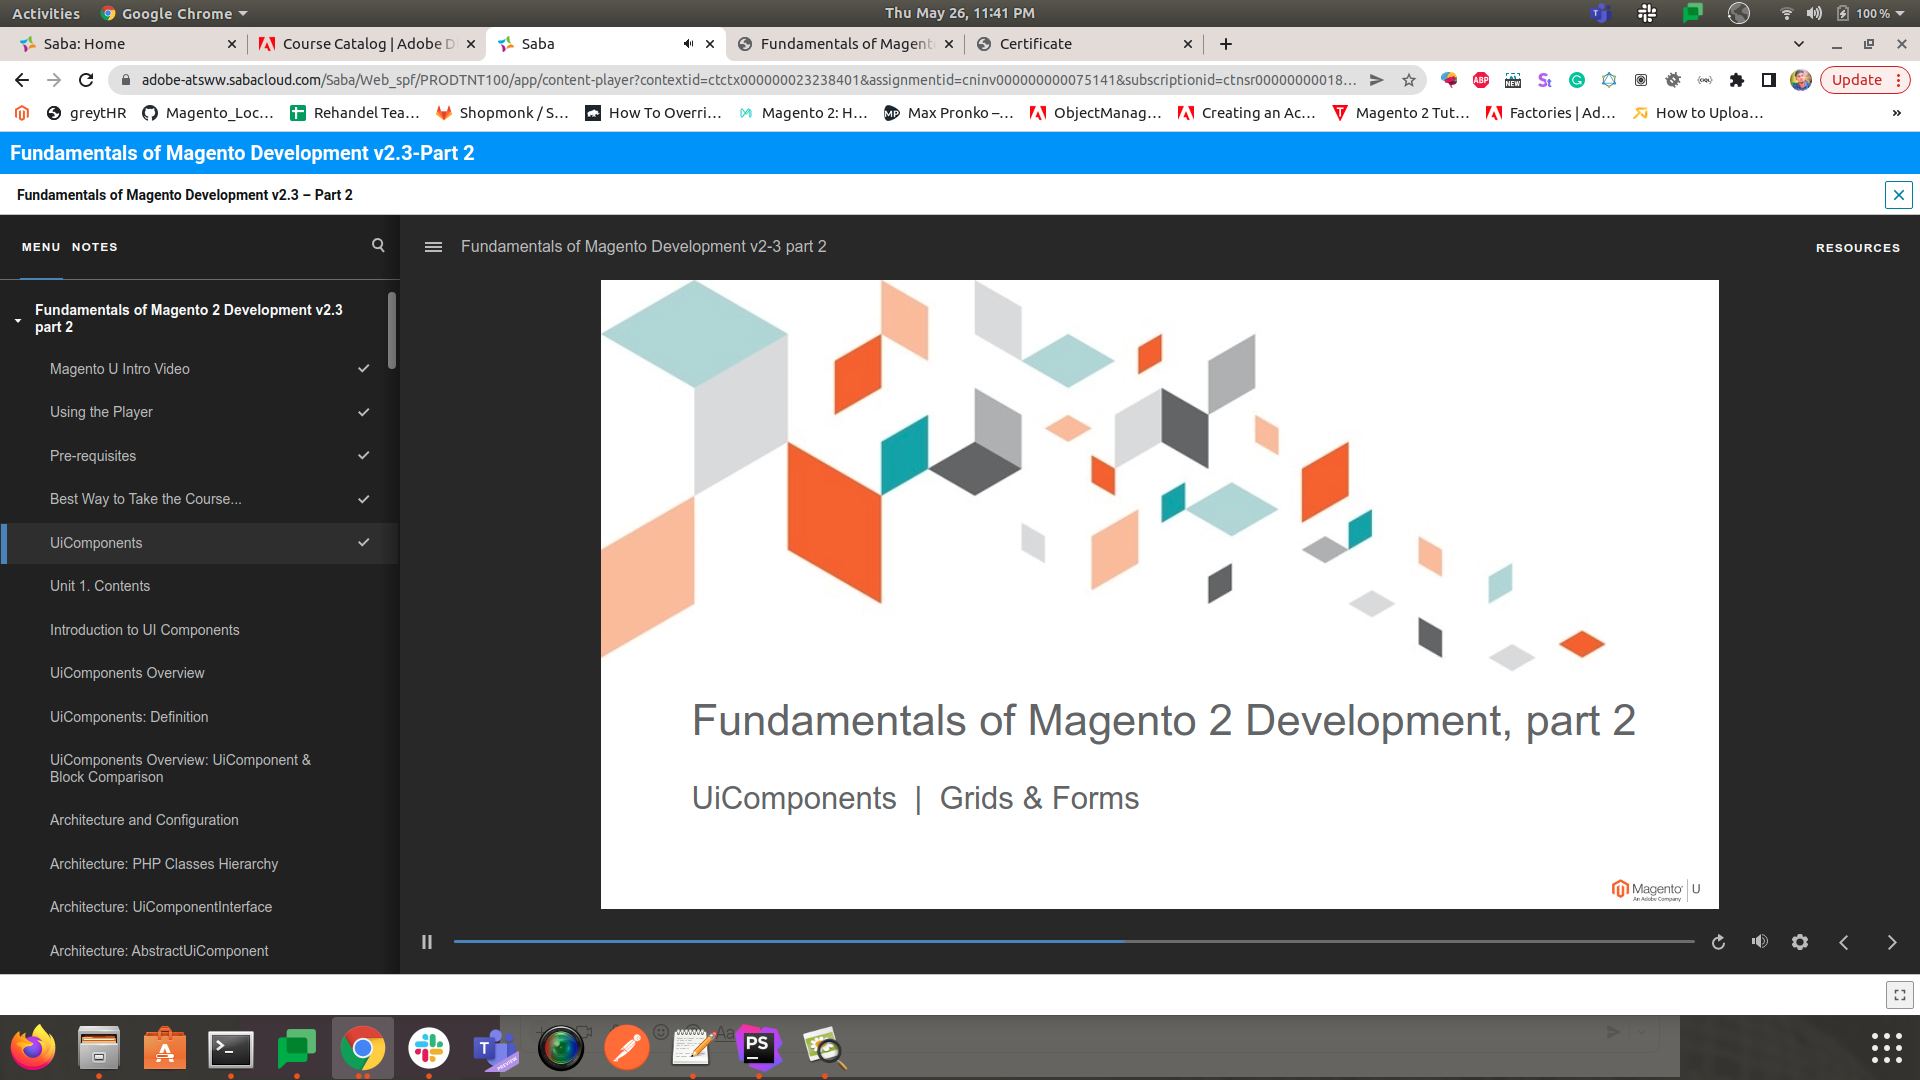 Activities Google Chrome Thu May 26, 11:41 PM 100 %
Saba: Home Course Catalog | Adobe D Saba Fundamentals of Magent Certificate
adobe-atsww.sabacloud.com/Saba/Web_spf/PRODTNT100/app/content-player?contextid=ctctx000000023238401&assignmentid=cninv000000000075141&subscriptionid=ctnsr00000000018... ABP NEW St Update
greytHR Magento_Loc... Rehandel Tea... Shopmonk / S... How To Overri... Magento 2: H... MP Max Pronko –... ObjectManag... Creating an Ac... Magento 2 Tut... Factories | Ad... How to Uploa... »
Fundamentals of Magento Development v2.3-Part 2
Fundamentals of Magento Development v2.3 – Part 2
MENU NOTES
Fundamentals of Magento Development v2-3 part 2
RESOURCES
Fundamentals of Magento 2 Development v2.3
part 2
Magento U Intro Video
Using the Player
Pre-requisites
Best Way to Take the Course...
UiComponents
Unit 1. Contents
Introduction to UI Components
UiComponents Overview
UiComponents: Definition
UiComponents Overview: UiComponent &
Block Comparison
Architecture and Configuration
Architecture: PHP Classes Hierarchy
Architecture: UiComponentInterface
Architecture: AbstractUiComponent
Fundamentals of Magento 2 Development, part 2
UiComponents | Grids & Forms
Magento U
An Adobe Company
T PREVIEW Aa PS